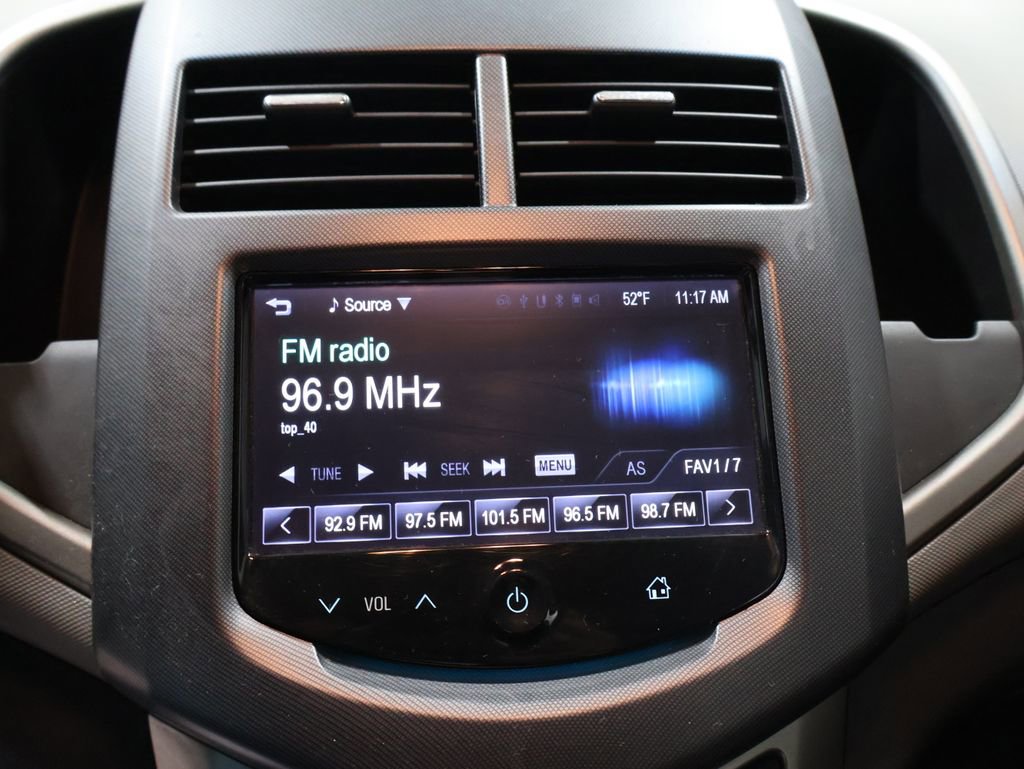 Source 52°F 11:17 AM
FM radio
96.9 MHz
top_40
TUNE SEEK MENU AS FAV1 / 7
92.9 FM 97.5 FM 101.5 FM 96.5 FM 98.7 FM
VOL